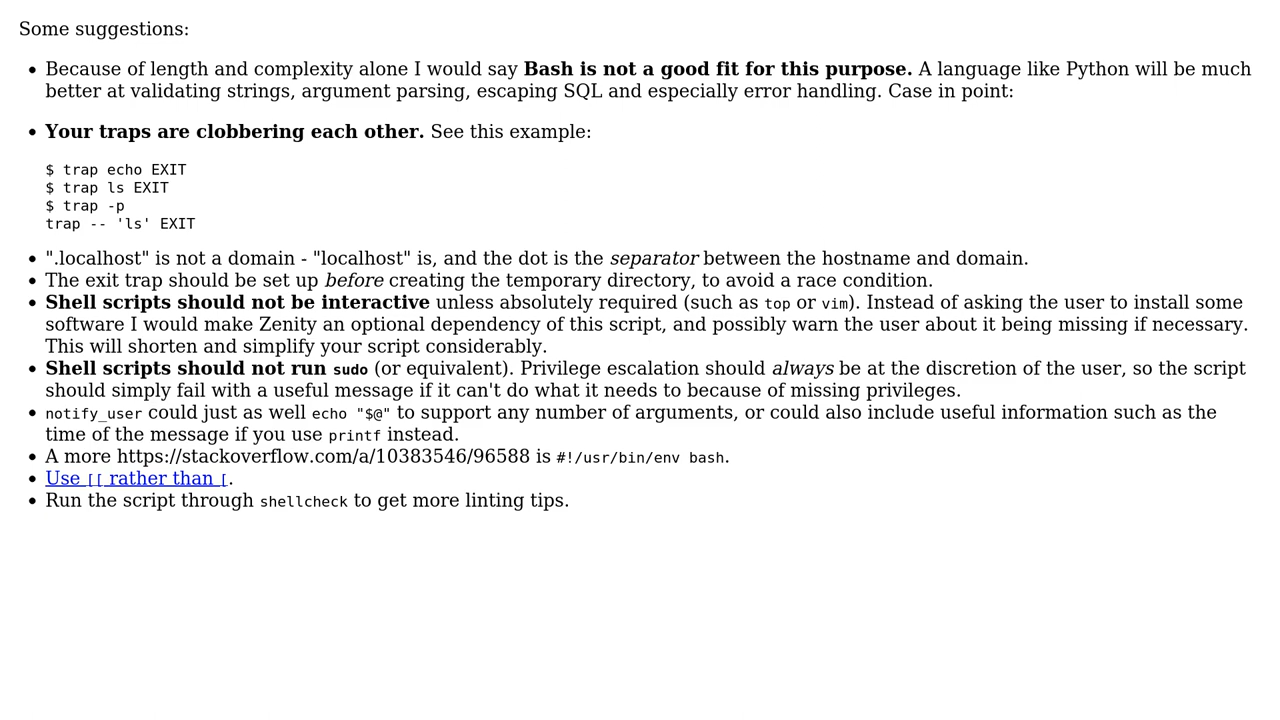 Some suggestions:
• Because of length and complexity alone I would say Bash is not a good fit for this purpose. A language like Python will be much
better at validating strings, argument parsing, escaping SQL and especially error handling. Case in point:
• Your traps are clobbering each other. See this example:
$ trap echo EXIT
$ trap ls EXIT
$ trap -p
trap -- 'ls' EXIT
• ".localhost" is not a domain - "localhost" is, and the dot is the separator between the hostname and domain.
• The exit trap should be set up before creating the temporary directory, to avoid a race condition.
• Shell scripts should not be interactive unless absolutely required (such as top or vim). Instead of asking the user to install some
software I would make Zenity an optional dependency of this script, and possibly warn the user about it being missing if necessary.
This will shorten and simplify your script considerably.
• Shell scripts should not run sudo (or equivalent). Privilege escalation should always be at the discretion of the user, so the script
should simply fail with a useful message if it can't do what it needs to because of missing privileges.
• notify_user could just as well echo "$@" to support any number of arguments, or could also include useful information such as the
time of the message if you use printf instead.
• A more https://stackoverflow.com/a/10383546/96588 is #!/usr/bin/env bash.
• Use [[ rather than [.
• Run the script through shellcheck to get more linting tips.